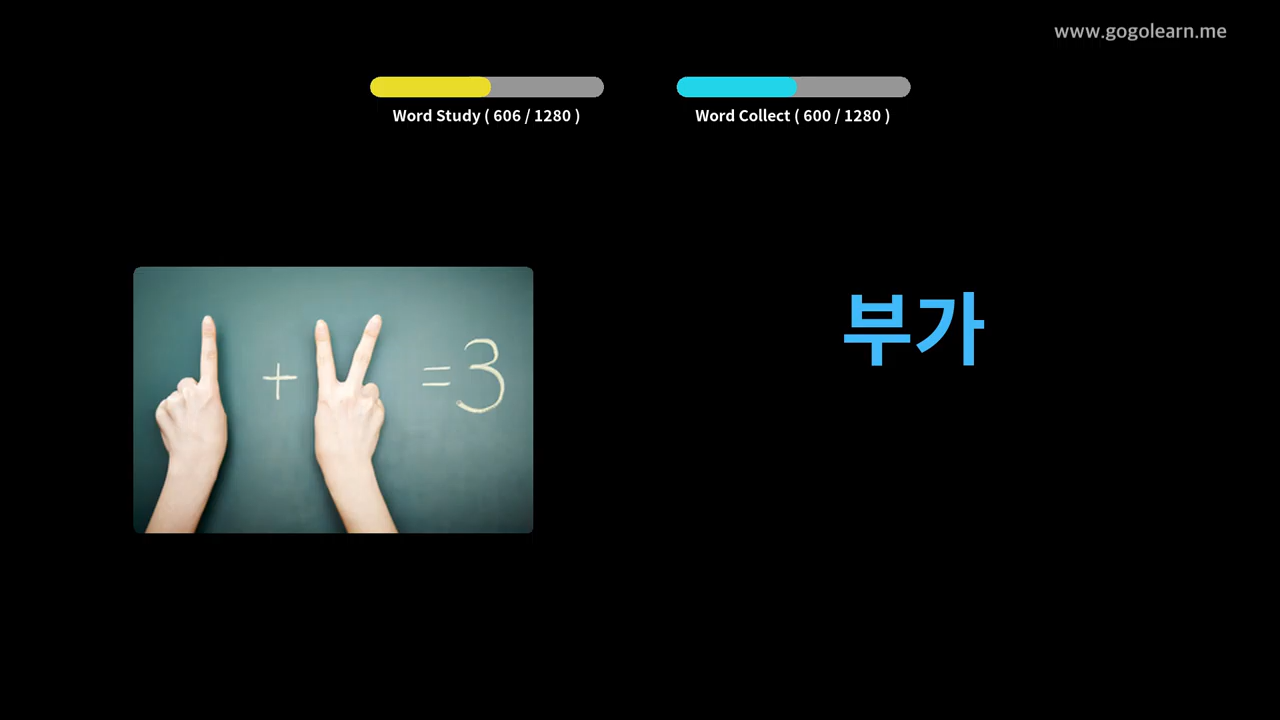 www.gogolearn.me
Word Study ( 606 / 1280 )
Word Collect ( 600 / 1280 )
+ = 3
부가